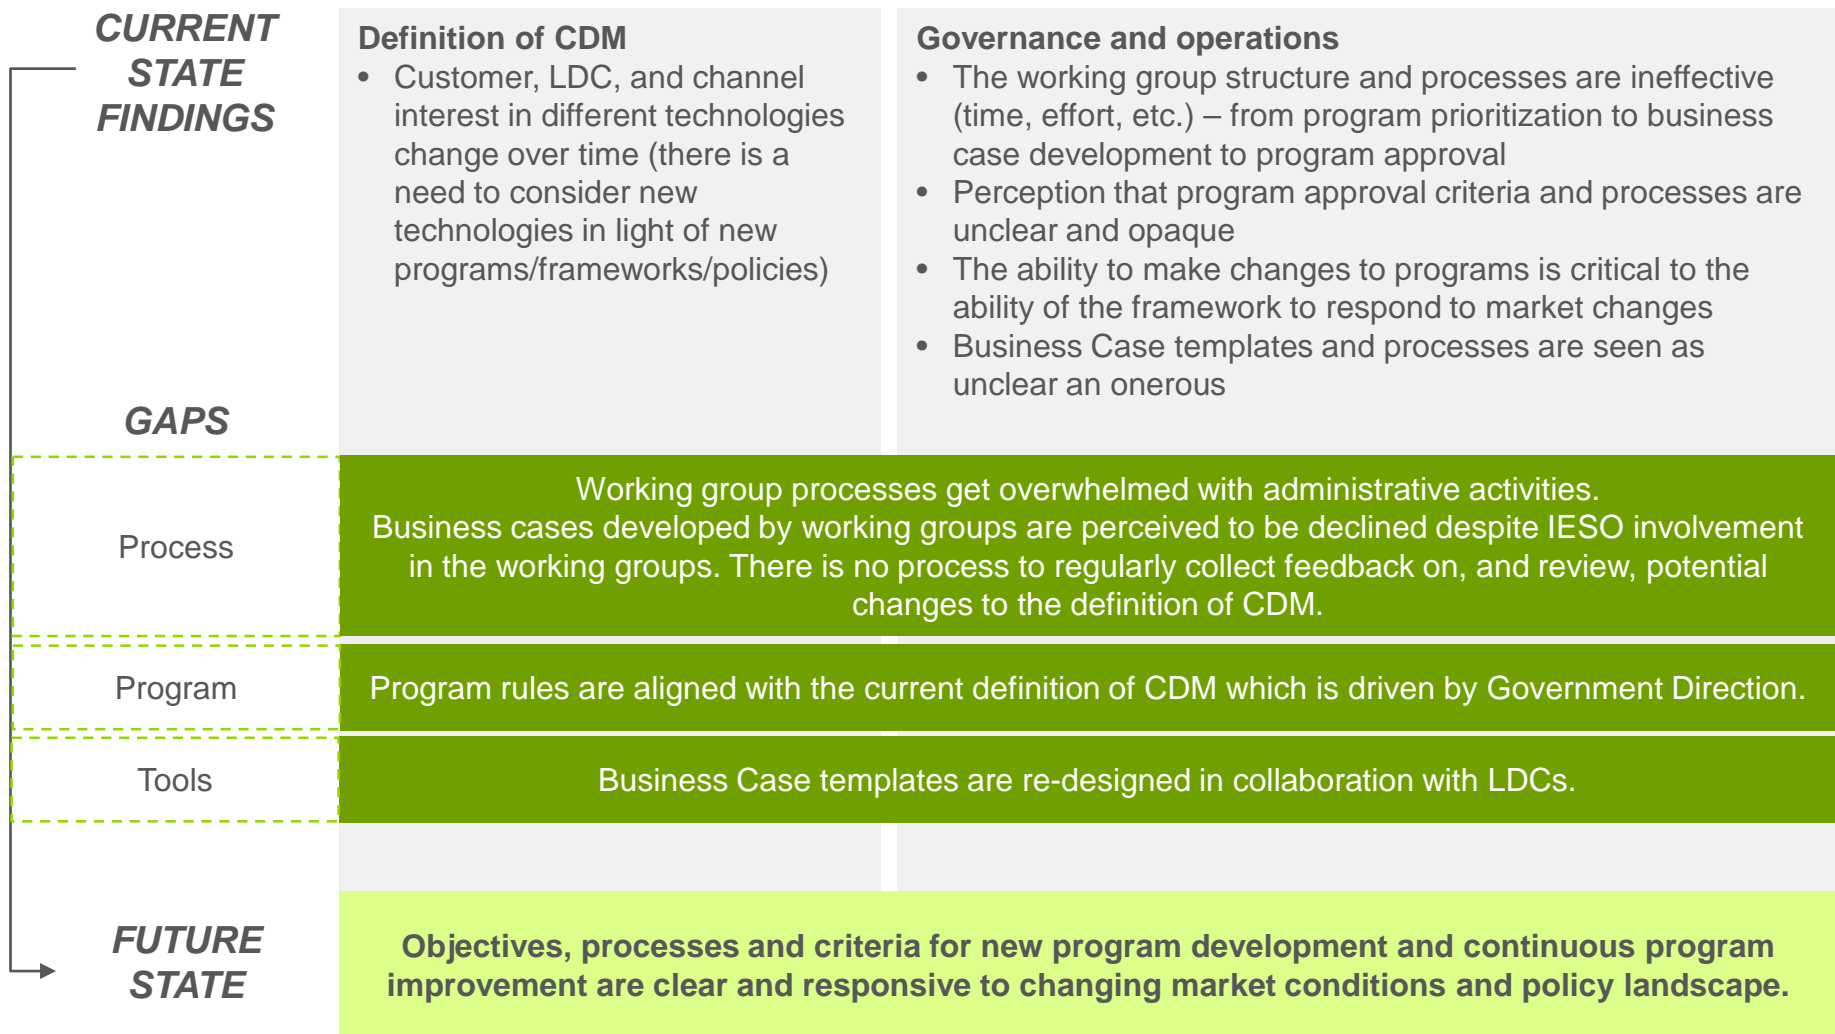 CURRENT
STATE
FINDINGS
Definition of CDM
• Customer, LDC, and channel
interest in different technologies
change over time (there is a
need to consider new
technologies in light of new
programs/frameworks/policies)
Governance and operations
• The working group structure and processes are ineffective
(time, effort, etc.) – from program prioritization to business
case development to program approval
• Perception that program approval criteria and processes are
unclear and opaque
• The ability to make changes to programs is critical to the
ability of the framework to respond to market changes
• Business Case templates and processes are seen as
unclear an onerous
GAPS
Process
Working group processes get overwhelmed with administrative activities.
Business cases developed by working groups are perceived to be declined despite IESO involvement
in the working groups. There is no process to regularly collect feedback on, and review, potential
changes to the definition of CDM.
Program
Program rules are aligned with the current definition of CDM which is driven by Government Direction.
Tools
Business Case templates are re-designed in collaboration with LDCs.
FUTURE
STATE
Objectives, processes and criteria for new program development and continuous program
improvement are clear and responsive to changing market conditions and policy landscape.